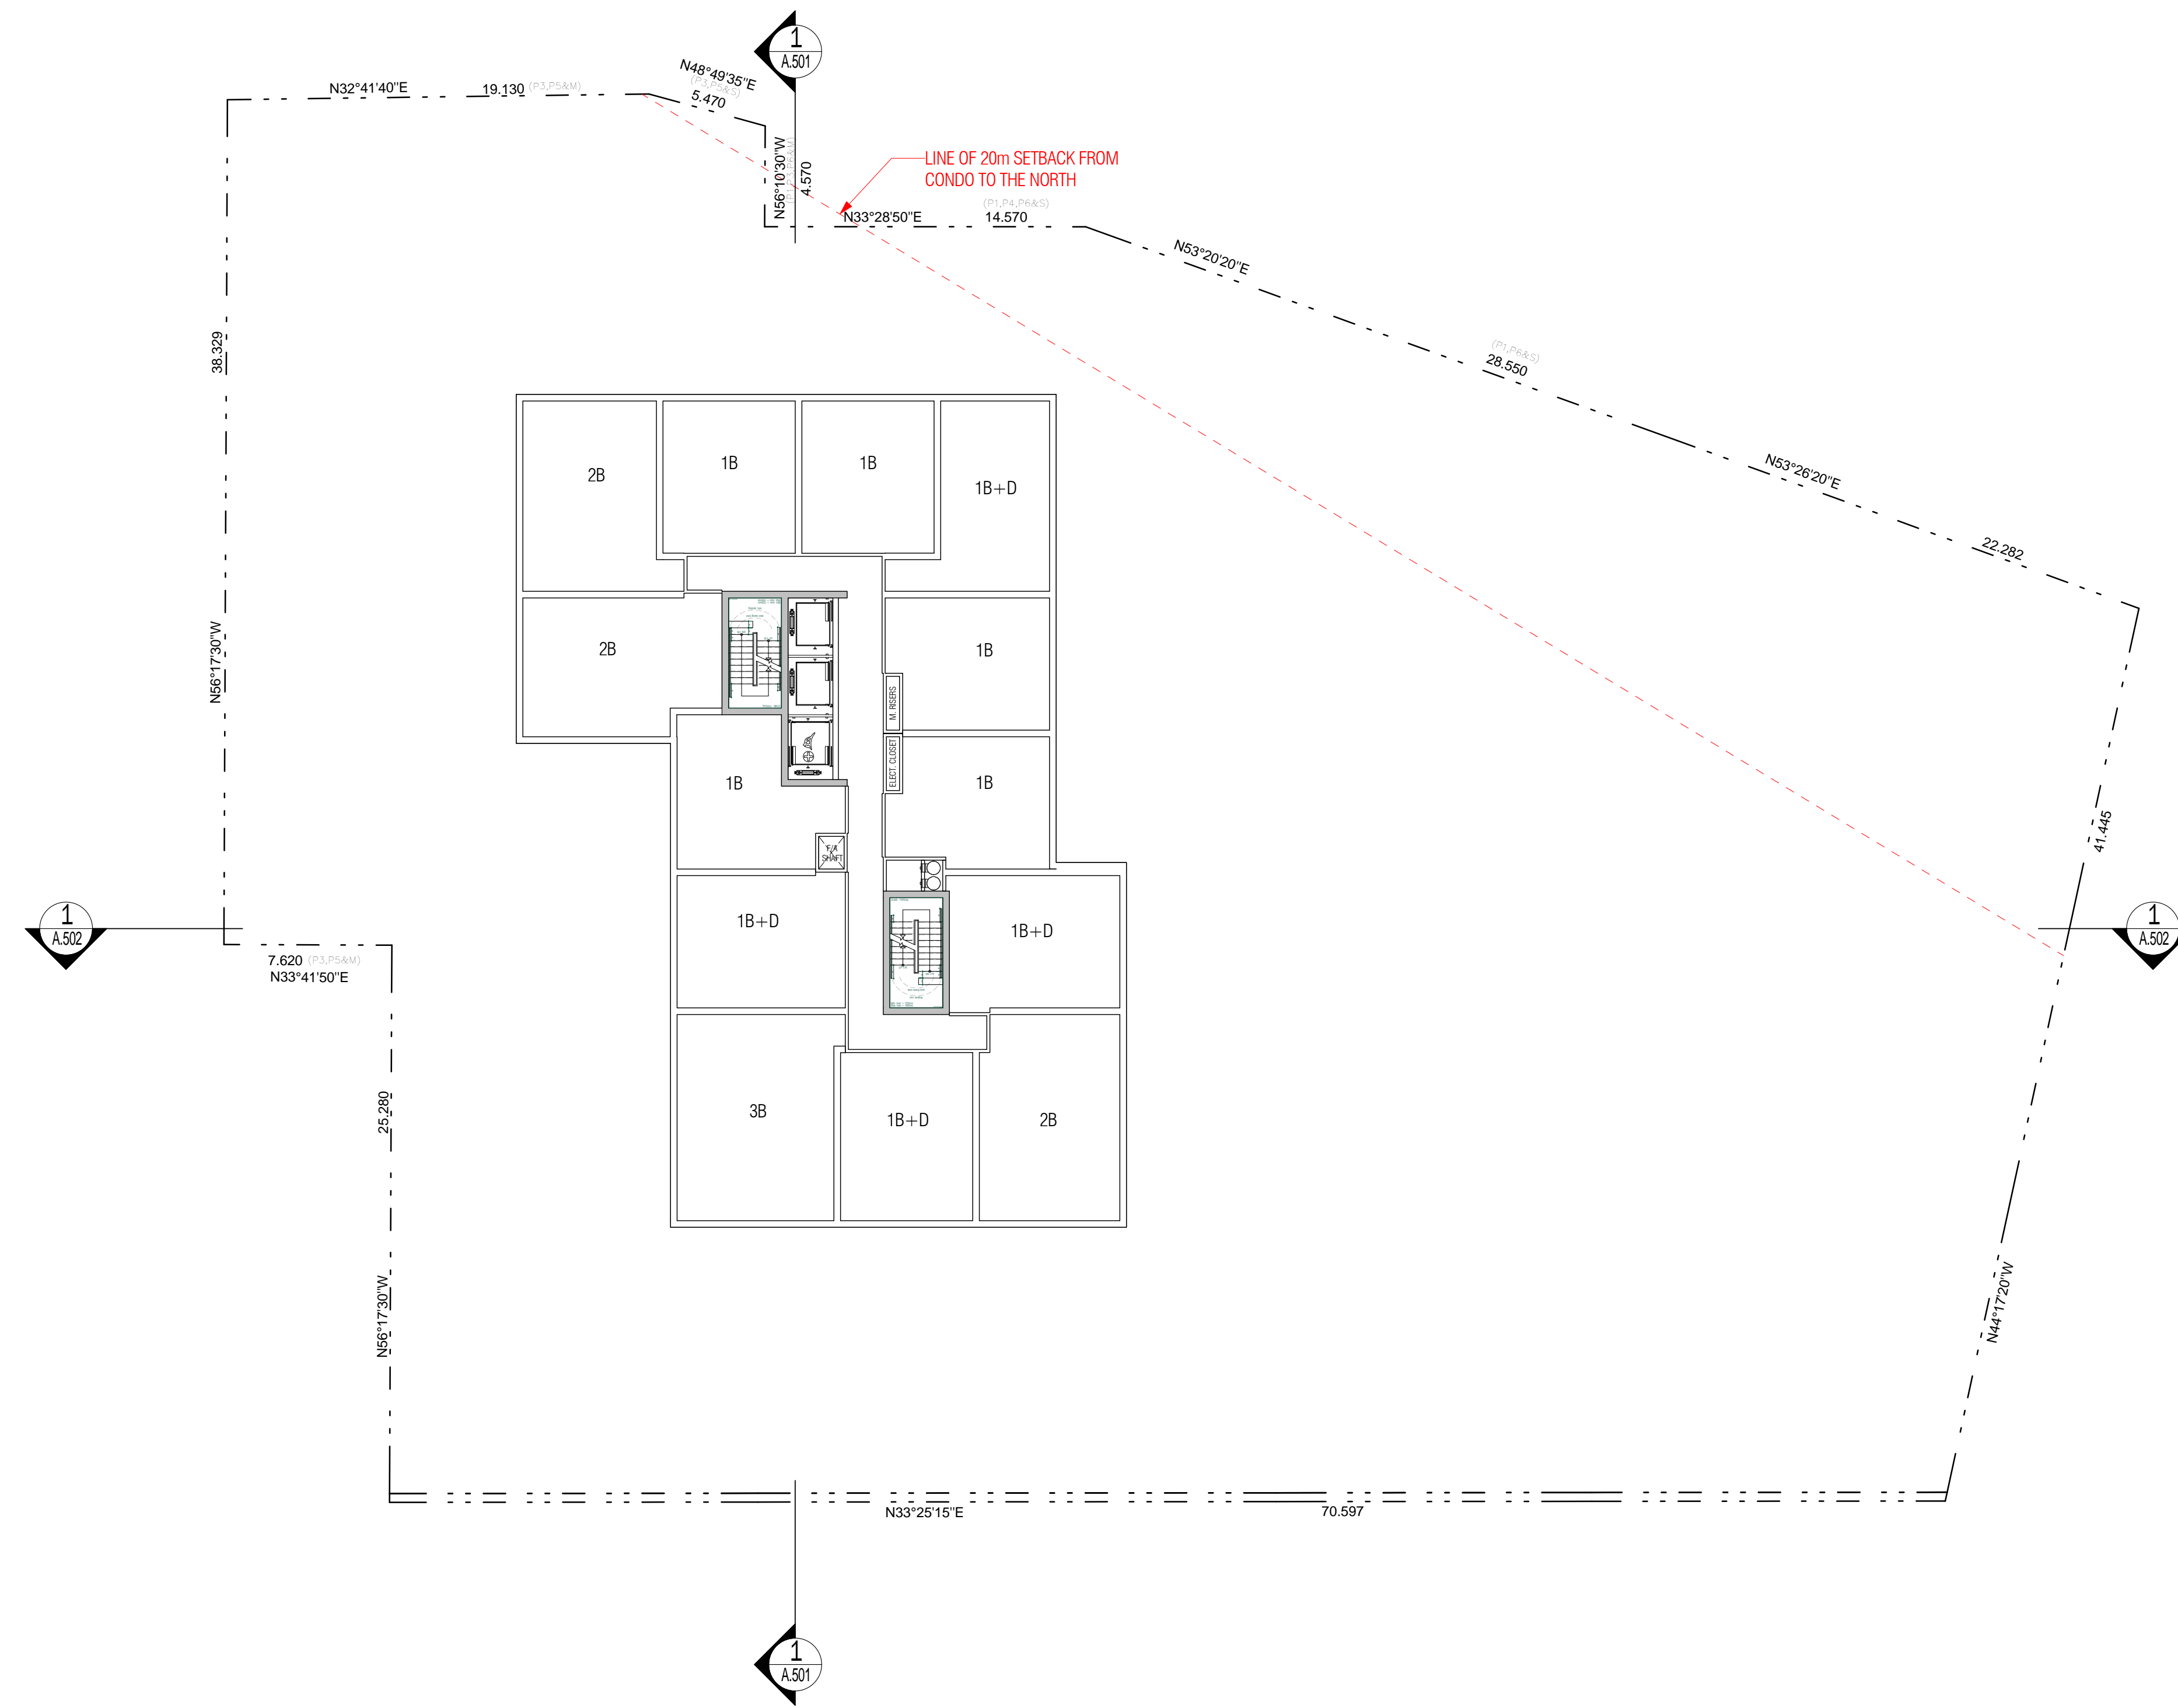 1
A.501
N32°41'40"E
19.130 (P3,P5&M)
N48°49'35"E
(P3,P5&S)
5.470
N56°10'30"W
4.570
LINE OF 20m SETBACK FROM
CONDO TO THE NORTH
N33°28'50"E
(P1,P4,P6&S)
14.570
N53°20'20"E
(P1,P6&S)
28.550
N53°26'20"E
22.282
38.329
N56°17'30"W
2B
1B
1B
1B+D
2B
1B
M. RISERS
1B
ELECT. CLOSET
1B
F/A
SHAFT
41.445
1
A.502
1
A.502
1B+D
1B+D
7.620 (P3,P5&M)
N33°41'50"E
25.280
3B
1B+D
2B
N56°17'30"W
N44°17'20"W
N33°25'15"E
70.597
1
A.501